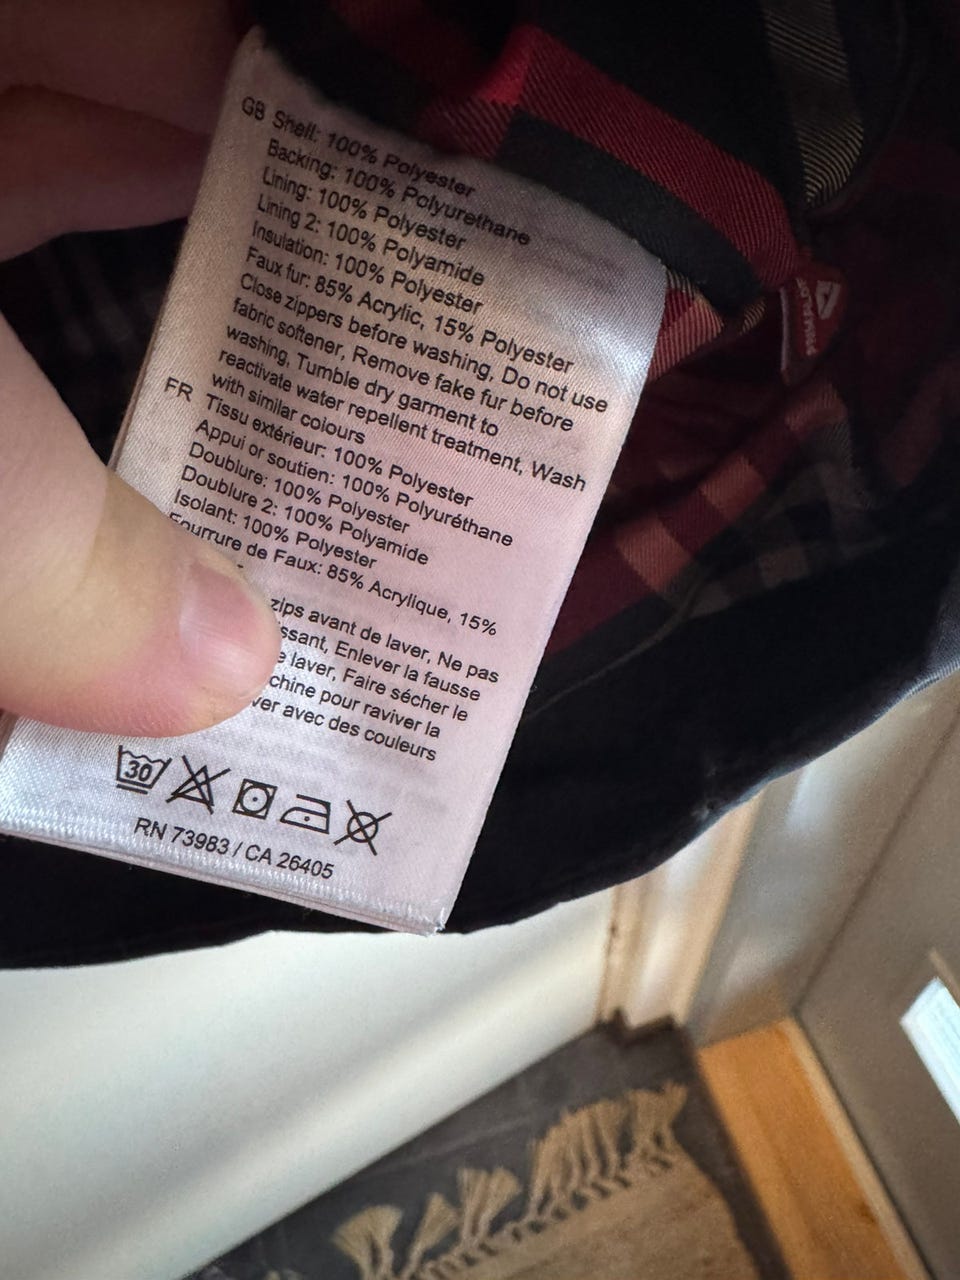 GB Shell: 100% Polyester
Backing: 100% Polyurethane
Lining: 100% Polyester
Lining 2: 100% Polyamide
Insulation: 100% Polyester
Faux fur: 85% Acrylic, 15% Polyester
Close zippers before washing, Do not use
fabric softener, Remove fake fur before
washing, Tumble dry garment to
reactivate water repellent treatment, Wash
with similar colours
FR Tissu extérieur: 100% Polyester
Appui or soutien: 100% Polyuréthane
Doublure: 100% Polyester
Doublure 2: 100% Polyamide
Isolant: 100% Polyester
Fourrure de Faux: 85% Acrylique, 15%
zips avant de laver, Ne pas
ssant, Enlever la fausse
e laver, Faire sécher le
chine pour raviver la
ver avec des couleurs
30
RN 73983 / CA 26405